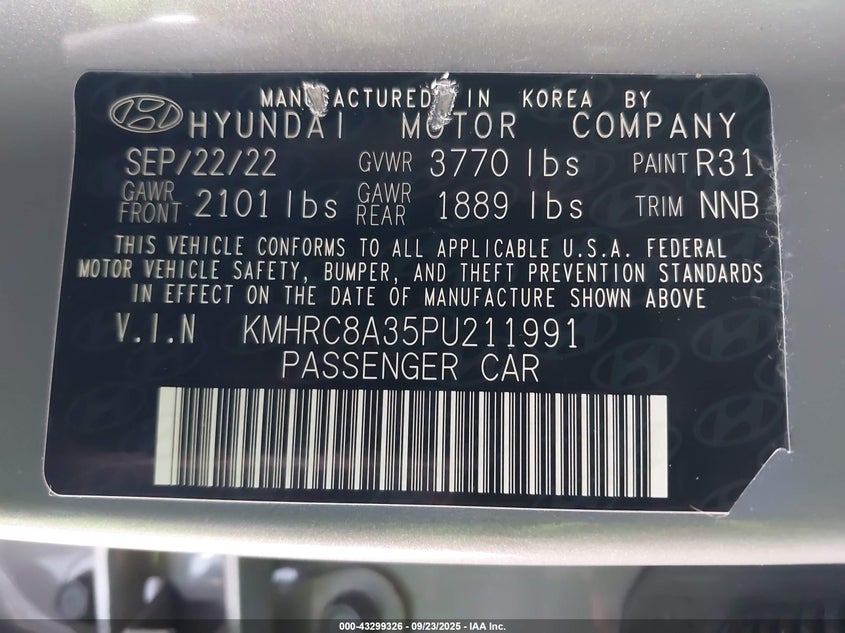 MANUFACTURED IN KOREA BY
HYUNDAI MOTOR COMPANY
SEP/22/22 GVWR 3770 lbs PAINT R31
GAWR FRONT 2101 lbs GAWR REAR 1889 lbs TRIM NNB
THIS VEHICLE CONFORMS TO ALL APPLICABLE U.S.A. FEDERAL
MOTOR VEHICLE SAFETY, BUMPER, AND THEFT PREVENTION STANDARDS
IN EFFECT ON THE DATE OF MANUFACTURE SHOWN ABOVE
V.I.N KMHRC8A35PU211991
PASSENGER CAR
000-43299326 - 09/23/2025 - IAA Inc.